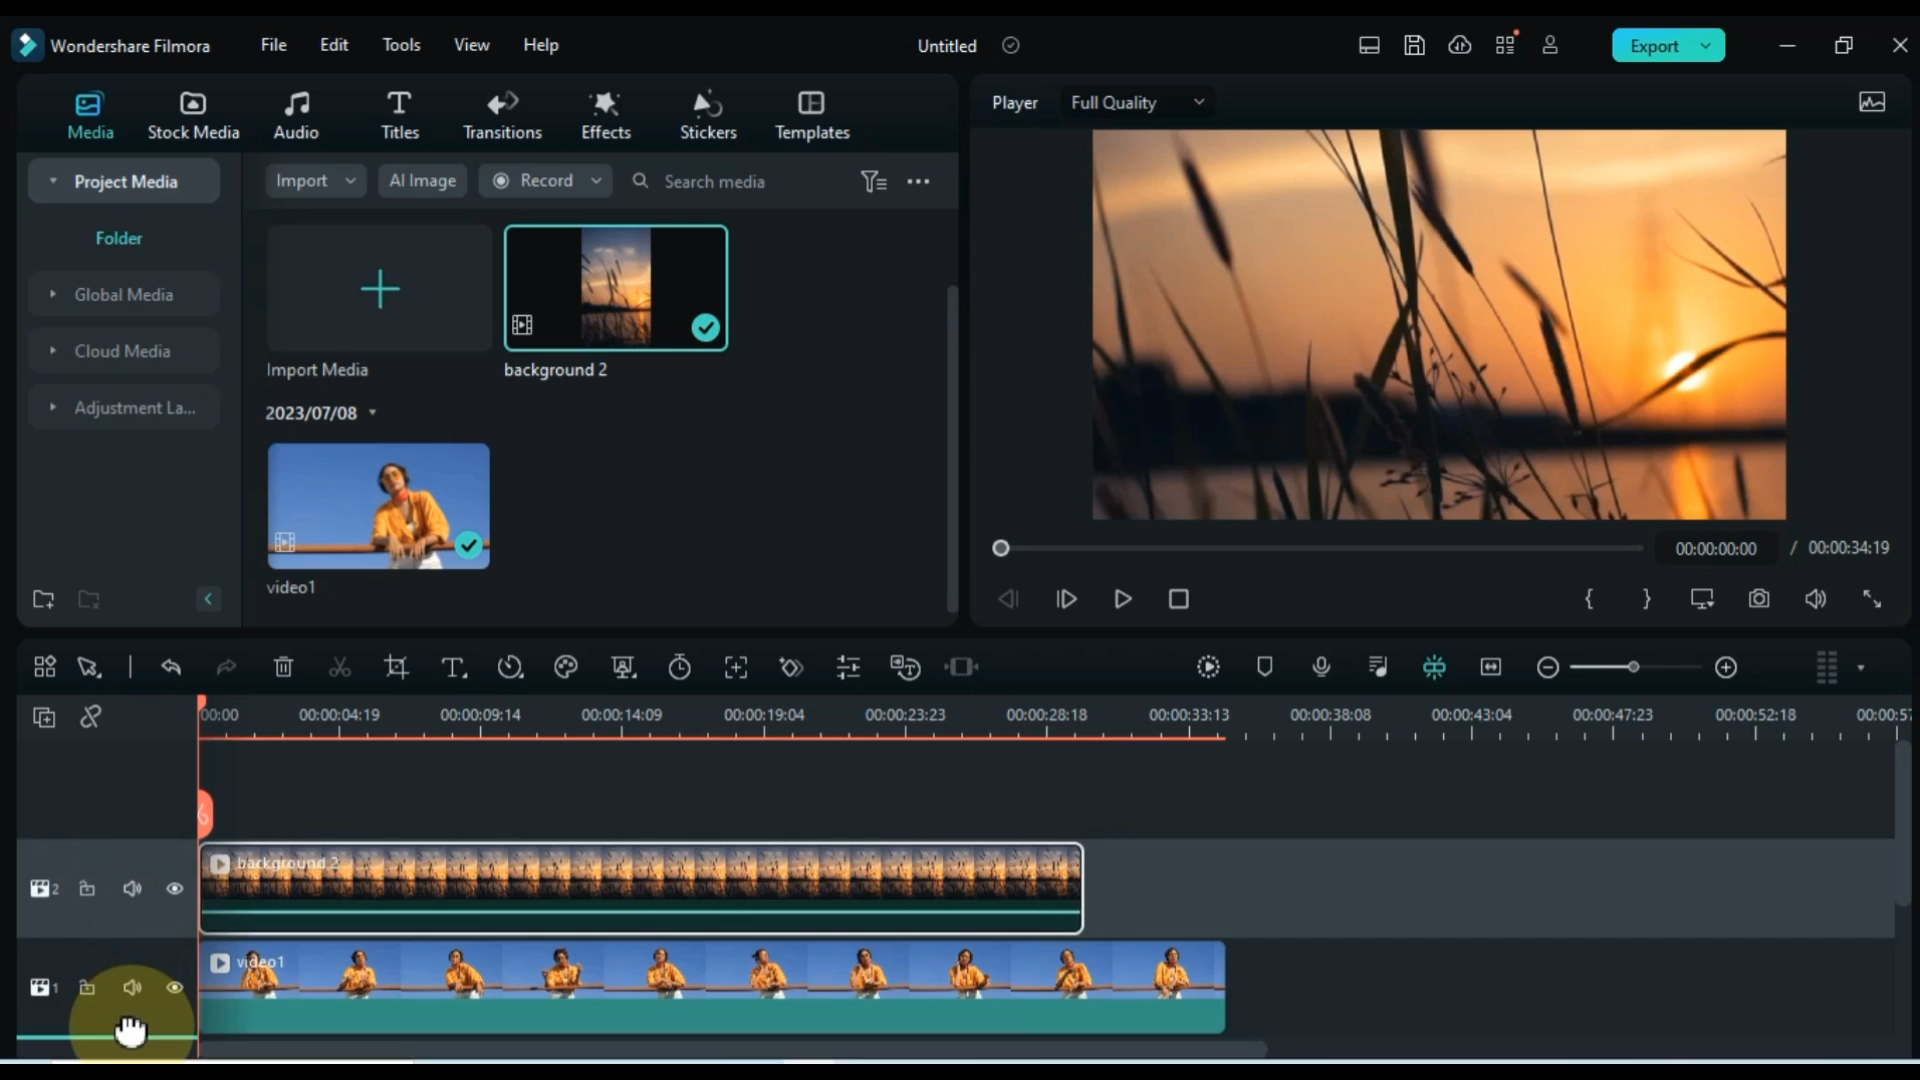 Wondershare Filmora File Edit Tools View Help Untitled Export
Media Stock Media Audio Titles Transitions Effects Stickers Templates
Player Full Quality
Project Media
Import AI Image Record Search media
Folder
Global Media
Cloud Media
Adjustment La...
Import Media background 2
2023/07/08
video1
00:00:00:00 / 00:00:34:19
00:00 00:00:04:19 00:00:09:14 00:00:14:09 00:00:19:04 00:00:23:23 00:00:28:18 00:00:33:13 00:00:38:08 00:00:43:04 00:00:47:23 00:00:52:18 00:00:57
background 2
2
video1
1